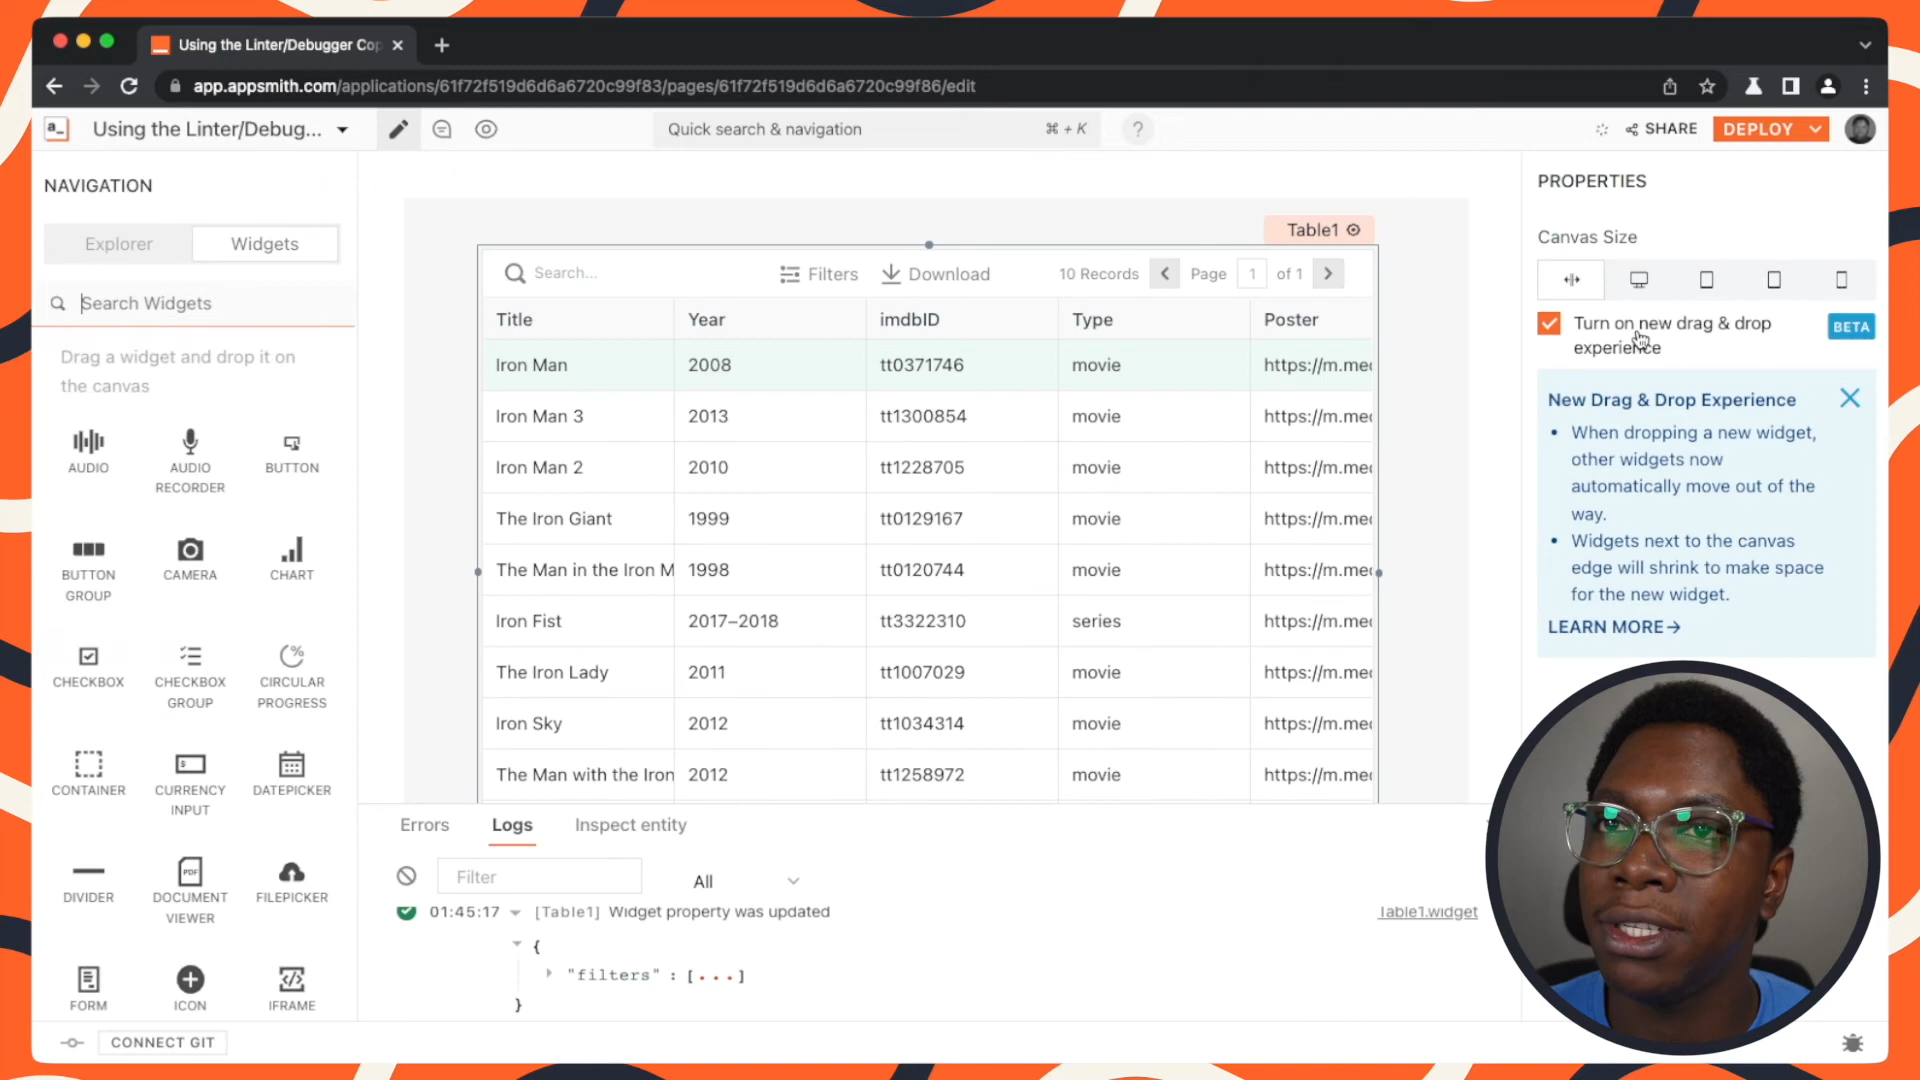 Using the Linter/Debugger Cop
app.appsmith.com/applications/61f72f519d6d6a6720c99f83/pages/61f72f519d6d6a6720c99f86/edit
a_
Using the Linter/Debug...
Quick search & navigation
⌘ + K
?
SHARE
DEPLOY
NAVIGATION
Explorer
Widgets
Search Widgets
Drag a widget and drop it on
the canvas
AUDIO
AUDIO
RECORDER
BUTTON
BUTTON
GROUP
CAMERA
CHART
CHECKBOX
CHECKBOX
GROUP
CIRCULAR
PROGRESS
CONTAINER
CURRENCY
INPUT
DATEPICKER
DIVIDER
PDF
DOCUMENT
VIEWER
FILEPICKER
FORM
ICON
IFRAME
CONNECT GIT
Table1
Search...
Filters
Download
10 Records
Page
1
of 1
Title Year imdbID Type Poster
Iron Man 2008 tt0371746 movie https://m.med
Iron Man 3 2013 tt1300854 movie https://m.med
Iron Man 2 2010 tt1228705 movie https://m.med
The Iron Giant 1999 tt0129167 movie https://m.med
The Man in the Iron M 1998 tt0120744 movie https://m.med
Iron Fist 2017–2018 tt3322310 series https://m.med
The Iron Lady 2011 tt1007029 movie https://m.med
Iron Sky 2012 tt1034314 movie https://m.med
The Man with the Iron 2012 tt1258972 movie https://m.med
Errors
Logs
Inspect entity
Filter
All
01:45:17 [Table1] Widget property was updated
Table1.widget
{
"filters" : [...]
}
PROPERTIES
Canvas Size
Turn on new drag & drop
experience
BETA
New Drag & Drop Experience
• When dropping a new widget,
other widgets now
automatically move out of the
way.
• Widgets next to the canvas
edge will shrink to make space
for the new widget.
LEARN MORE→